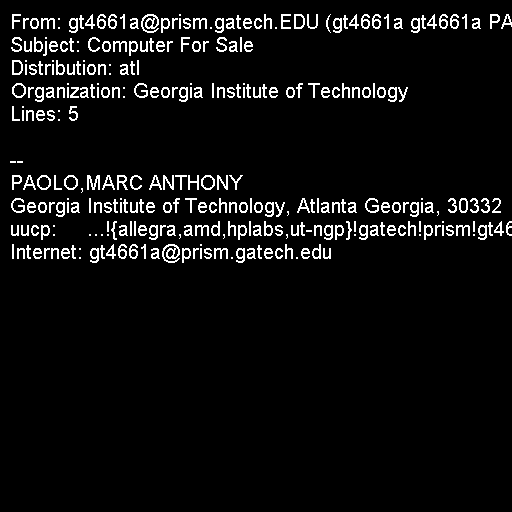 From: gt4661a@prism.gatech.EDU (gt4661a gt4661a PA
Subject: Computer For Sale
Distribution: atl
Organization: Georgia Institute of Technology
Lines: 5

--
PAOLO,MARC ANTHONY
Georgia Institute of Technology, Atlanta Georgia, 30332
uucp: ...!{allegra,amd,hplabs,ut-ngp}!gatech!prism!gt46
Internet: gt4661a@prism.gatech.edu